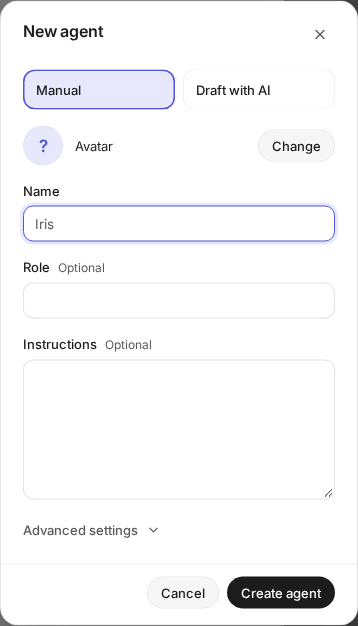 New agent
Manual
Draft with AI
?
Avatar
Change
Name
Iris
Role Optional
Instructions Optional
Advanced settings
Cancel
Create agent